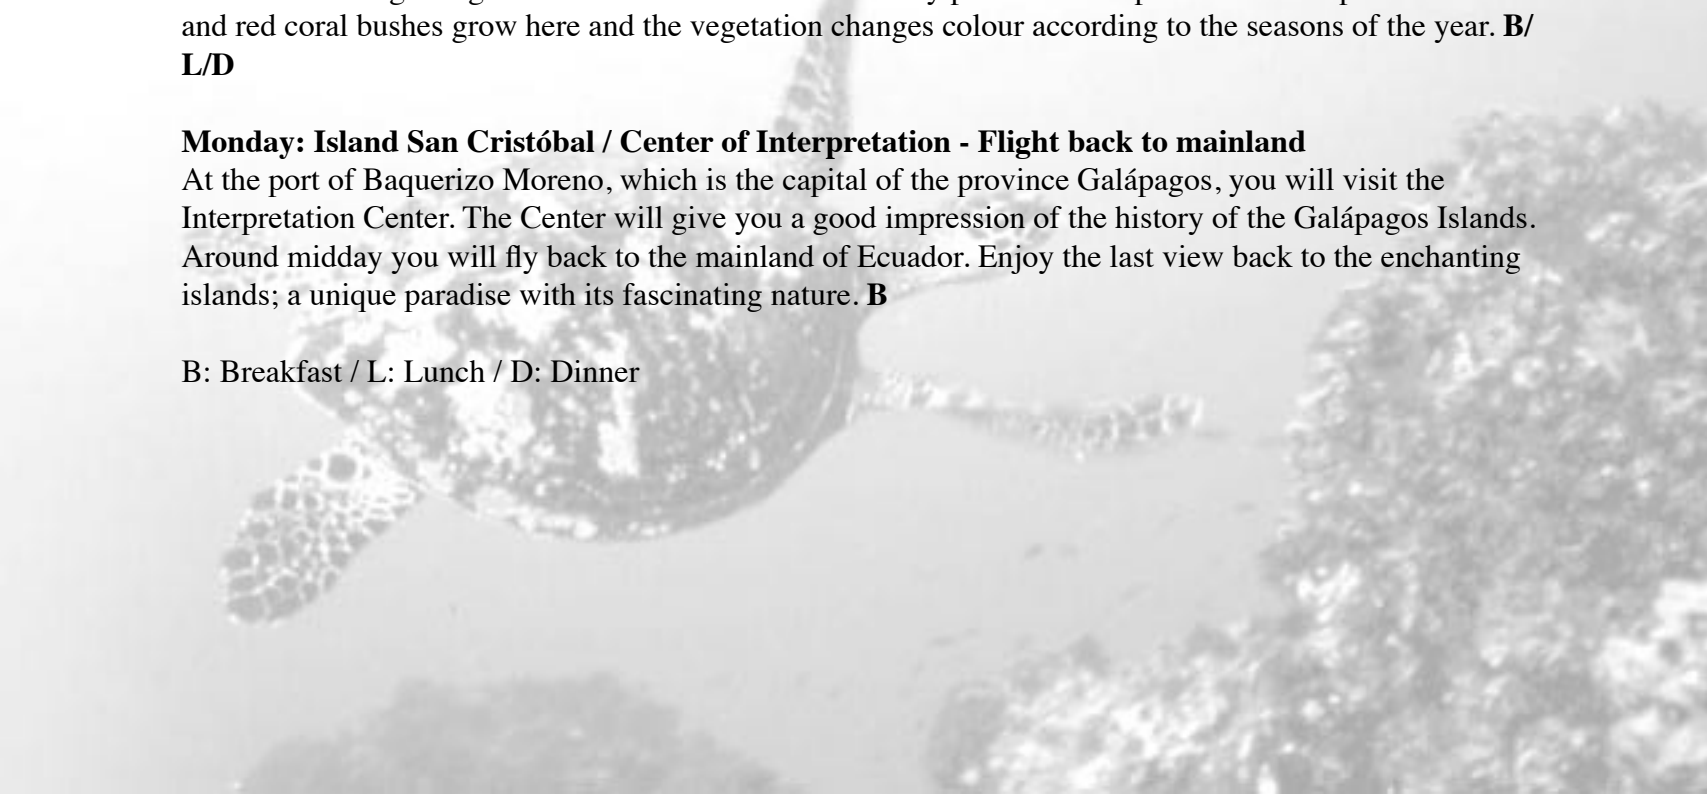 and red coral bushes grow here and the vegetation changes colour according to the seasons of the year. B/
L/D
Monday: Island San Cristóbal / Center of Interpretation - Flight back to mainland
At the port of Baquerizo Moreno, which is the capital of the province Galápagos, you will visit the
Interpretation Center. The Center will give you a good impression of the history of the Galápagos Islands.
Around midday you will fly back to the mainland of Ecuador. Enjoy the last view back to the enchanting
islands; a unique paradise with its fascinating nature. B
B: Breakfast / L: Lunch / D: Dinner